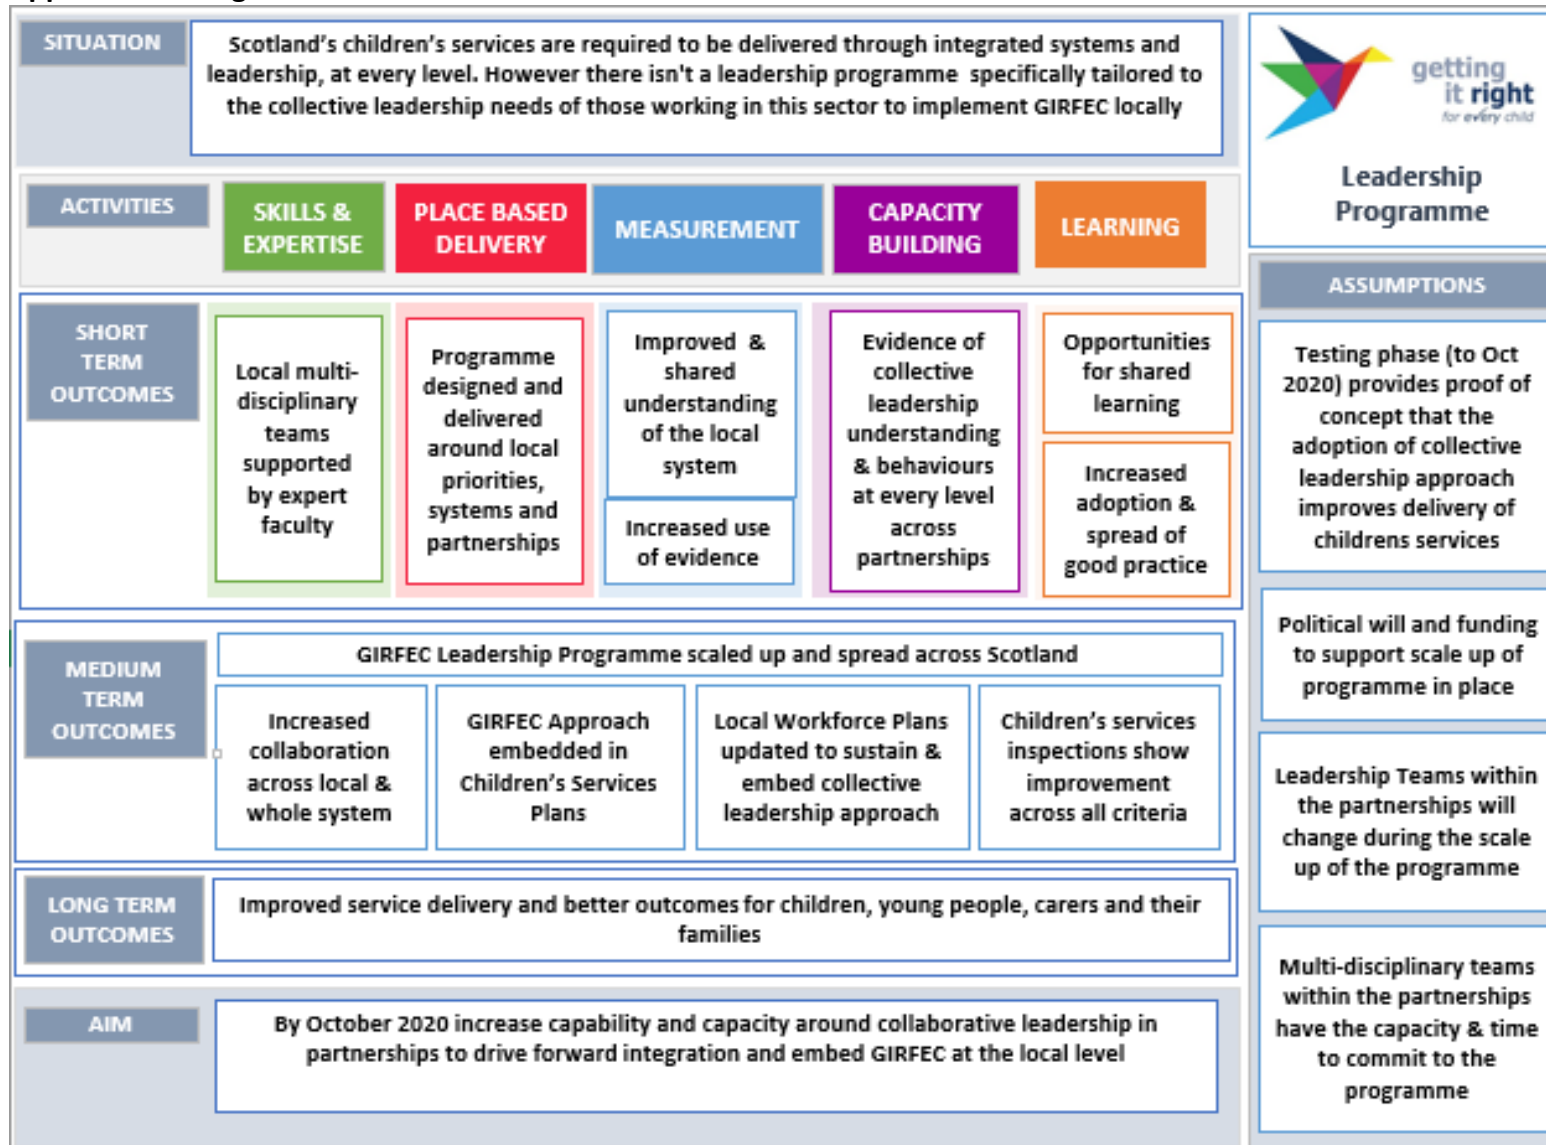 SITUATION
Scotland's children's services are required to be delivered through integrated systems and
leadership, at every level. However there isn't a leadership programme specifically tailored to
the collective leadership needs of those working in this sector to implement GIRFEC locally
getting
it right
for every child
Leadership
Programme
ACTIVITIES
SKILLS &
EXPERTISE
PLACE BASED
DELIVERY
MEASUREMENT
CAPACITY
BUILDING
LEARNING
SHORT
TERM
OUTCOMES
Local multi-
disciplinary
teams
supported
by expert
faculty
Programme
designed and
delivered
around local
priorities,
systems and
partnerships
Improved &
shared
understanding
of the local
system
Increased use
of evidence
Evidence of
collective
leadership
understanding
& behaviours
at every level
across
partnerships
Opportunities
for shared
learning
Increased
adoption &
spread of
good practice
MEDIUM
TERM
OUTCOMES
GIRFEC Leadership Programme scaled up and spread across Scotland
Increased
collaboration
across local &
whole system
GIRFEC Approach
embedded in
Children's Services
Plans
Local Workforce Plans
updated to sustain &
embed collective
leadership approach
Children's services
inspections show
improvement
across all criteria
LONG TERM
OUTCOMES
Improved service delivery and better outcomes for children, young people, carers and their
families
AIM
By October 2020 increase capability and capacity around collaborative leadership in
partnerships to drive forward integration and embed GIRFEC at the local level
ASSUMPTIONS
Testing phase (to Oct
2020) provides proof of
concept that the
adoption of collective
leadership approach
improves delivery of
childrens services
Political will and funding
to support scale up of
programme in place
Leadership Teams within
the partnerships will
change during the scale
up of the programme
Multi-disciplinary teams
within the partnerships
have the capacity & time
to commit to the
programme